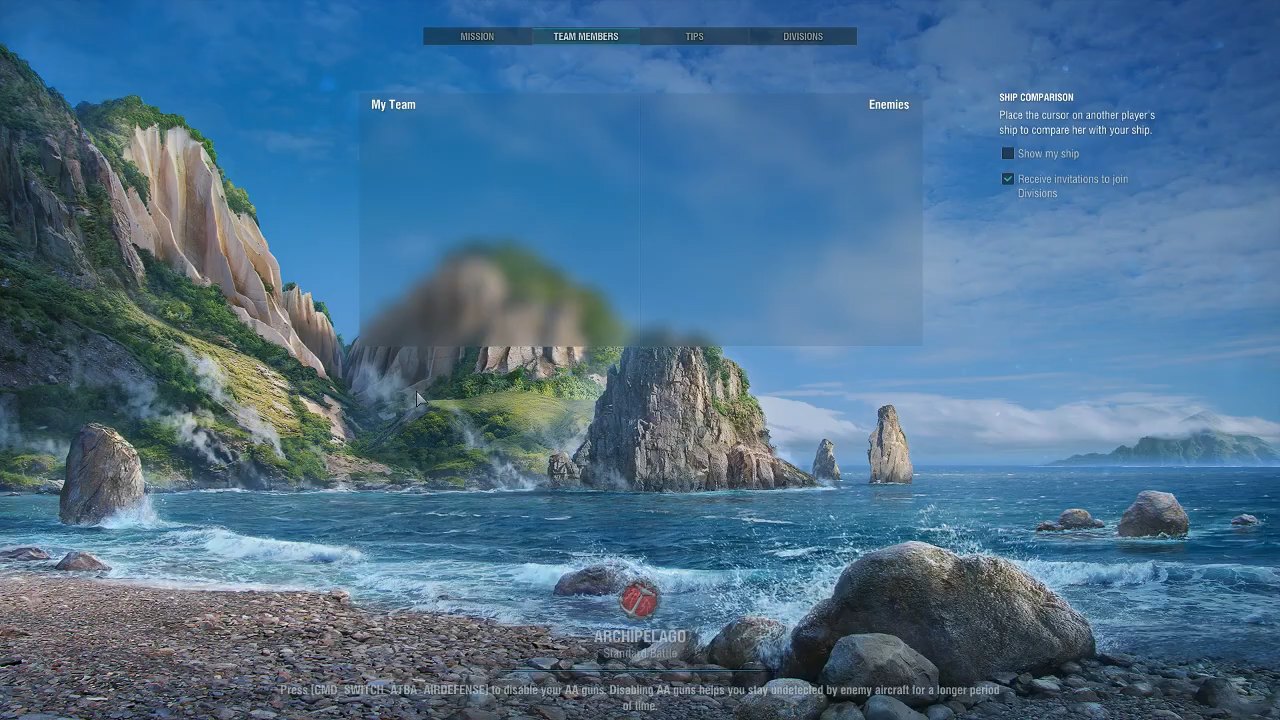 MISSION
TEAM MEMBERS
TIPS
DIVISIONS
My Team
Enemies
SHIP COMPARISON
Place the cursor on another player's
ship to compare her with your ship.
Show my ship
Receive invitations to join
Divisions
ARCHIPELAGO
Standard Battle
Press [CMD_SWITCH_ATBA_AIRDEFENSE] to disable your AA guns. Disabling AA guns helps you stay undetected by enemy aircraft for a longer period
of time.